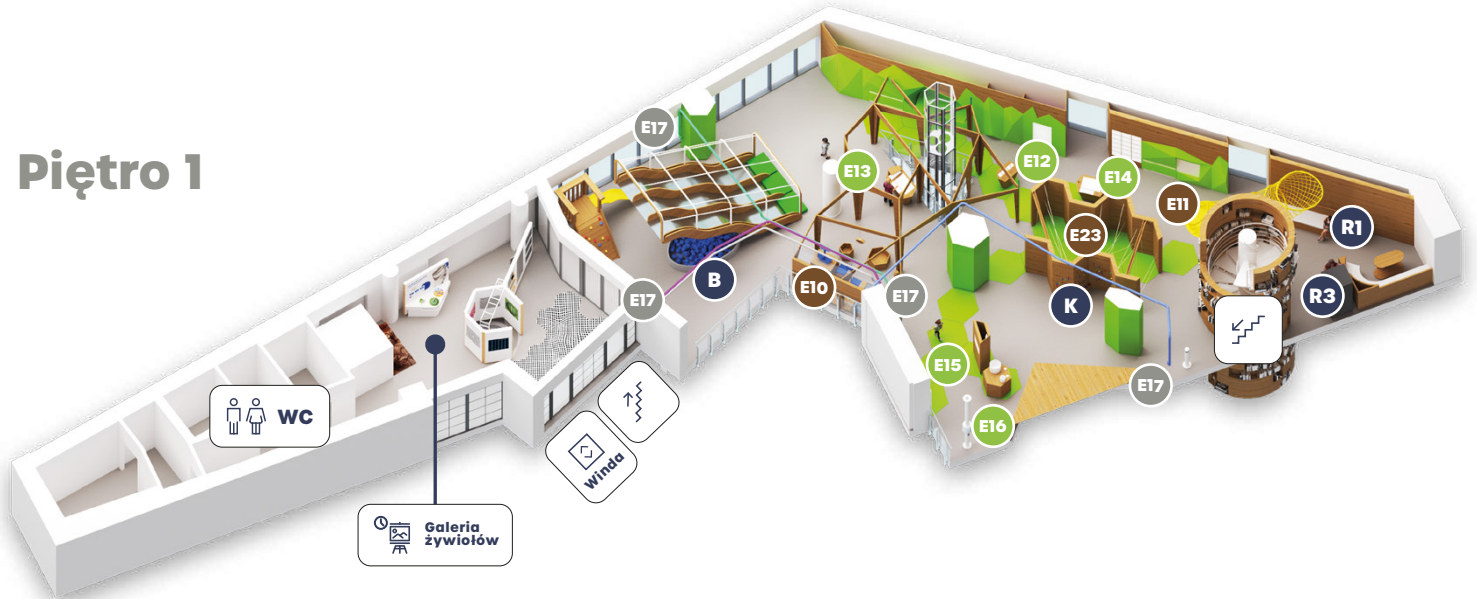 Piętro 1
E17
E12
E13
E14
E11
R1
E23
B
E10
E17
E17
K
R3
E15
E17
WC
E16
Winda
Galeria
żywiołów